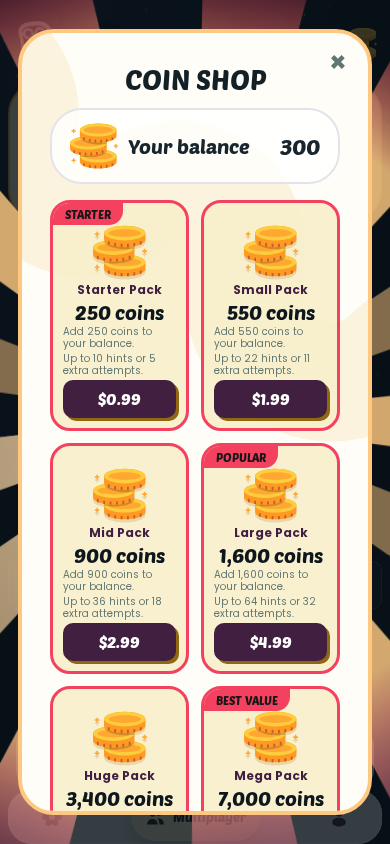 ✖
COIN SHOP
Your balance 300
STARTER
Starter Pack
250 coins
Add 250 coins to
your balance.
Up to 10 hints or 5
extra attempts.
$0.99
Small Pack
550 coins
Add 550 coins to
your balance.
Up to 22 hints or 11
extra attempts.
$1.99
Mid Pack
900 coins
Add 900 coins to
your balance.
Up to 36 hints or 18
extra attempts.
$2.99
POPULAR
Large Pack
1,600 coins
Add 1,600 coins to
your balance.
Up to 64 hints or 32
extra attempts.
$4.99
Huge Pack
3,400 coins
BEST VALUE
Mega Pack
7,000 coins
Multiplayer